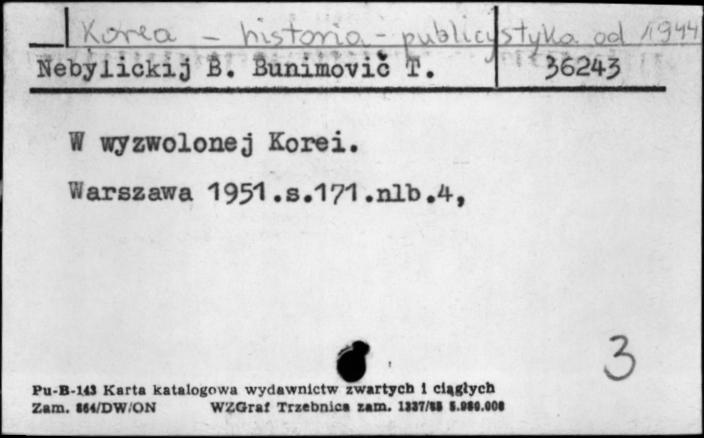 Korea - historia - publicystyka od 1944
Nebylickij B. Bunimovič T. 36243
W wyzwolonej Korei.
Warszawa 1951.s.171.nlb.4,
3
Pu-B-143 Karta katalogowa wydawnictw zwartych i ciągłych
Zam. 864/DW/ON WZGraf Trzebnica zam.